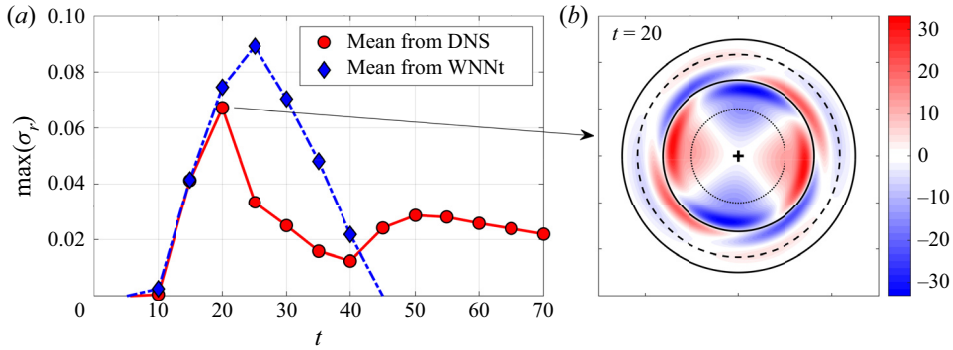 (a)
Mean from DNS
Mean from WNNt
max(σr)
0.10
0.08
0.06
0.04
0.02
0
10
20
30
40
50
60
70
t
(b)
t = 20
30
20
10
0
–10
–20
–30